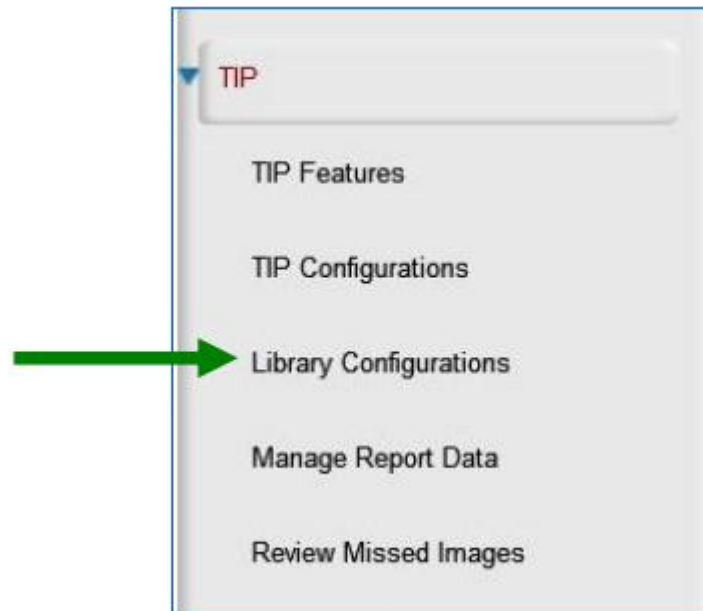 TIP
TIP Features
TIP Configurations
Library Configurations
Manage Report Data
Review Missed Images